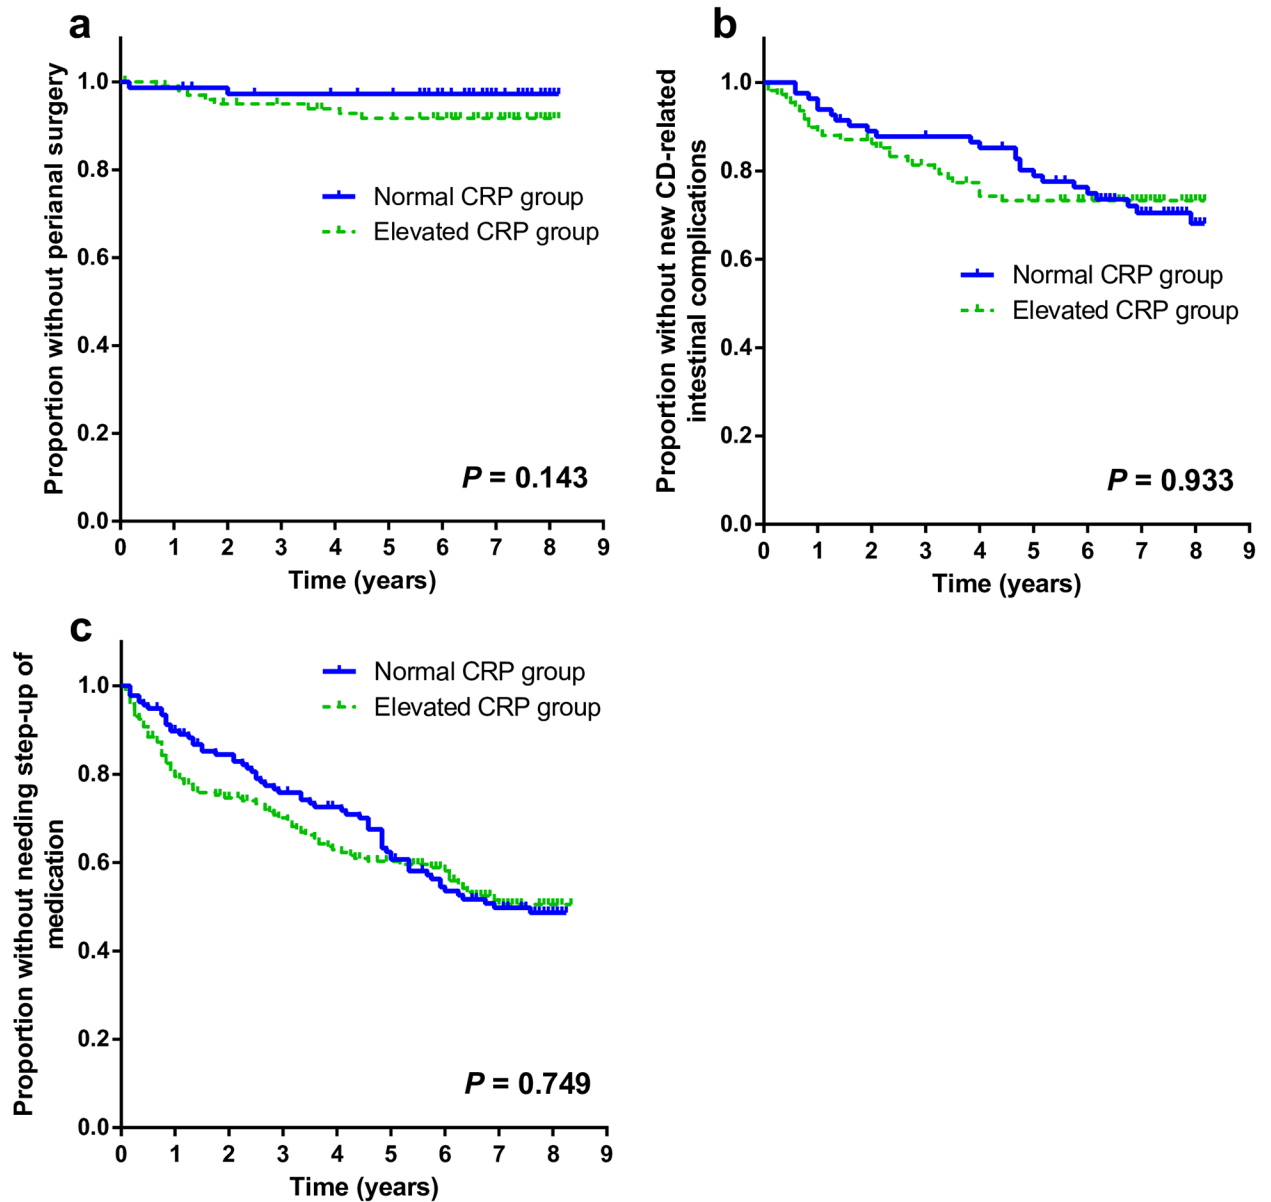 a
Proportion without perianal surgery
1.0
0.8
0.6
0.4
0.2
0.0
Normal CRP group
Elevated CRP group
P = 0.143
0 1 2 3 4 5 6 7 8 9
Time (years)
b
Proportion without new CD-related
intestinal complications
1.0
0.8
0.6
0.4
0.2
0.0
Normal CRP group
Elevated CRP group
P = 0.933
0 1 2 3 4 5 6 7 8 9
Time (years)
c
Proportion without needing step-up of
medication
1.0
0.8
0.6
0.4
0.2
0.0
Normal CRP group
Elevated CRP group
P = 0.749
0 1 2 3 4 5 6 7 8 9
Time (years)